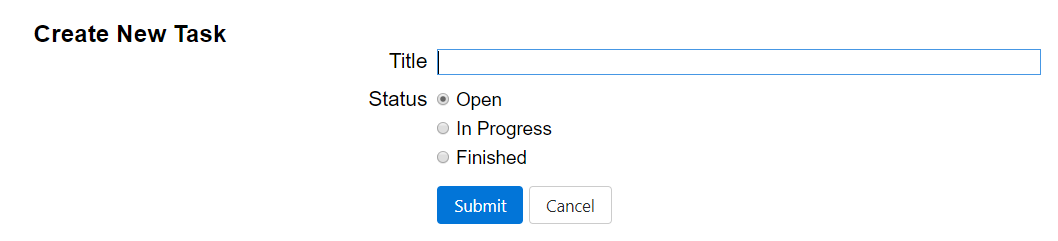 Create New Task
Title
Status Open
In Progress
Finished
Submit Cancel